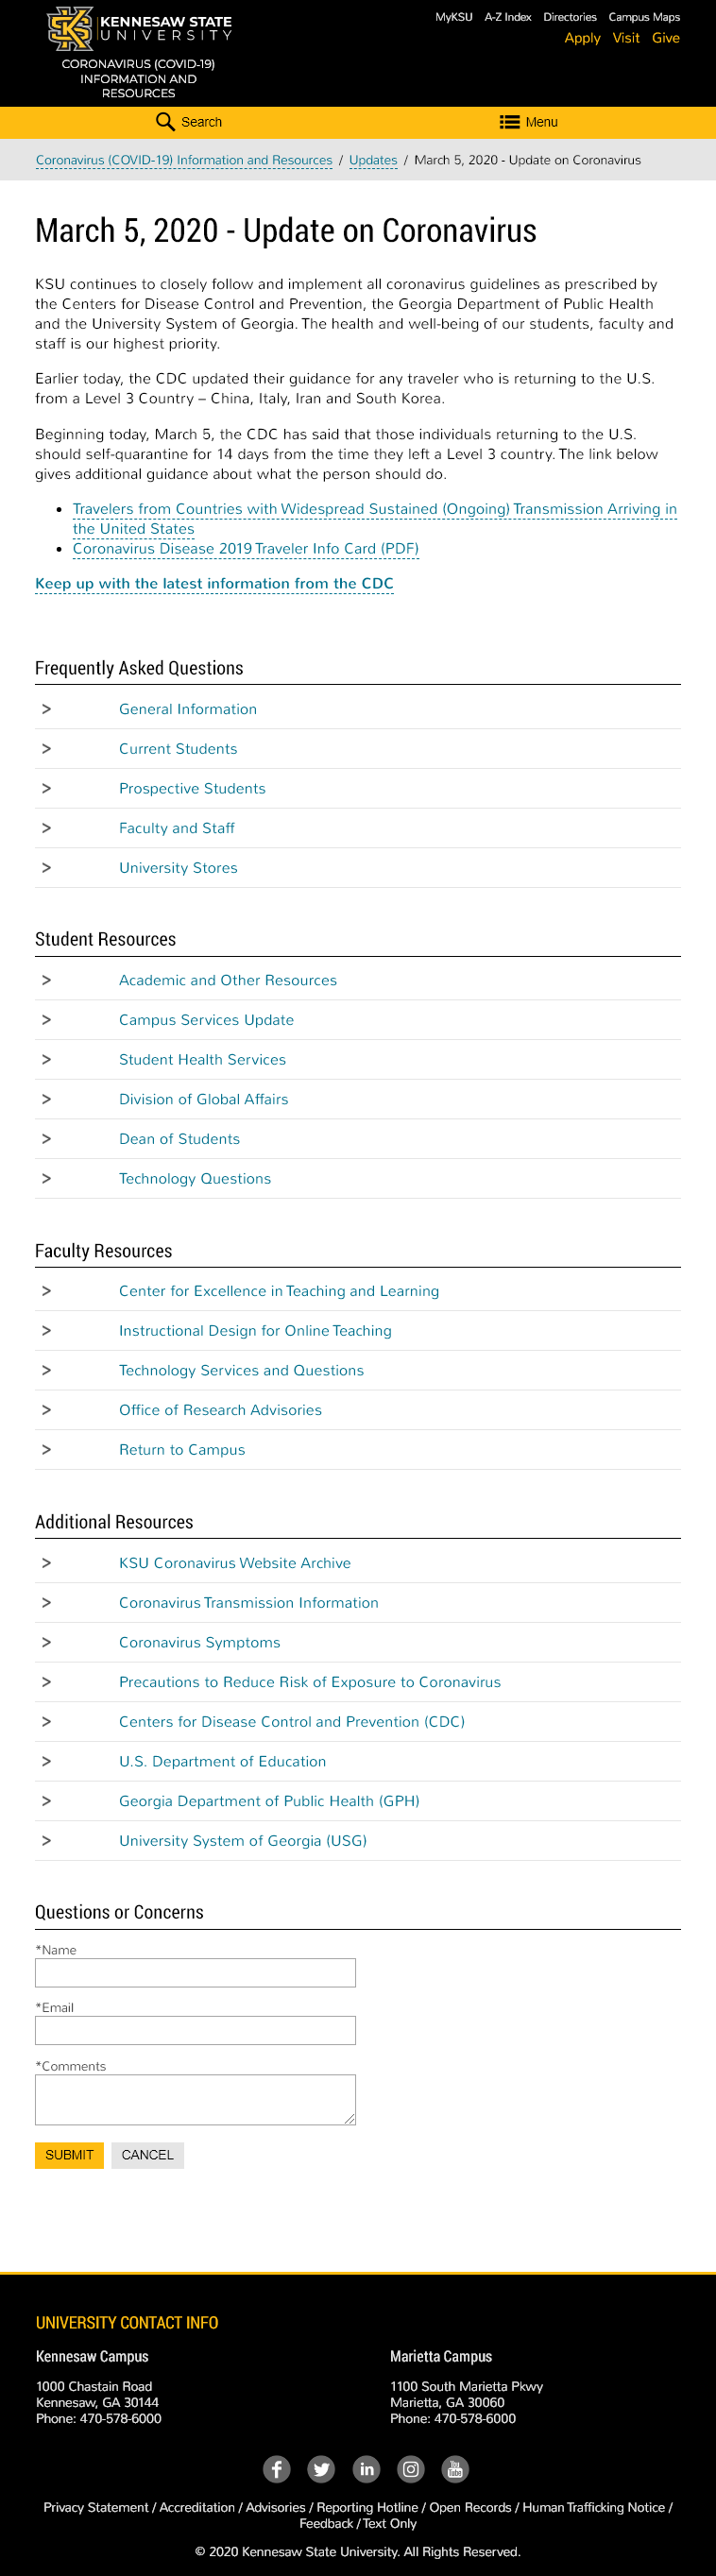 KENNESAW STATE
UNIVERSITY
CORONAVIRUS (COVID-19)
INFORMATION AND
RESOURCES
MyKSU A-Z Index Directories Campus Maps
Apply Visit Give
Search Menu
Coronavirus (COVID-19) Information and Resources / Updates / March 5, 2020 - Update on Coronavirus
March 5, 2020 - Update on Coronavirus
KSU continues to closely follow and implement all coronavirus guidelines as prescribed by
the Centers for Disease Control and Prevention, the Georgia Department of Public Health
and the University System of Georgia. The health and well-being of our students, faculty and
staff is our highest priority.
Earlier today, the CDC updated their guidance for any traveler who is returning to the U.S.
from a Level 3 Country – China, Italy, Iran and South Korea.
Beginning today, March 5, the CDC has said that those individuals returning to the U.S.
should self-quarantine for 14 days from the time they left a Level 3 country. The link below
gives additional guidance about what the person should do.
• Travelers from Countries with Widespread Sustained (Ongoing) Transmission Arriving in
the United States
• Coronavirus Disease 2019 Traveler Info Card (PDF)
Keep up with the latest information from the CDC
Frequently Asked Questions
> General Information
> Current Students
> Prospective Students
> Faculty and Staff
> University Stores
Student Resources
> Academic and Other Resources
> Campus Services Update
> Student Health Services
> Division of Global Affairs
> Dean of Students
> Technology Questions
Faculty Resources
> Center for Excellence in Teaching and Learning
> Instructional Design for Online Teaching
> Technology Services and Questions
> Office of Research Advisories
> Return to Campus
Additional Resources
> KSU Coronavirus Website Archive
> Coronavirus Transmission Information
> Coronavirus Symptoms
> Precautions to Reduce Risk of Exposure to Coronavirus
> Centers for Disease Control and Prevention (CDC)
> U.S. Department of Education
> Georgia Department of Public Health (GPH)
> University System of Georgia (USG)
Questions or Concerns
*Name
*Email
*Comments
SUBMIT CANCEL
UNIVERSITY CONTACT INFO
Kennesaw Campus
1000 Chastain Road
Kennesaw, GA 30144
Phone: 470-578-6000
Marietta Campus
1100 South Marietta Pkwy
Marietta, GA 30060
Phone: 470-578-6000
Privacy Statement / Accreditation / Advisories / Reporting Hotline / Open Records / Human Trafficking Notice /
Feedback / Text Only
© 2020 Kennesaw State University. All Rights Reserved.